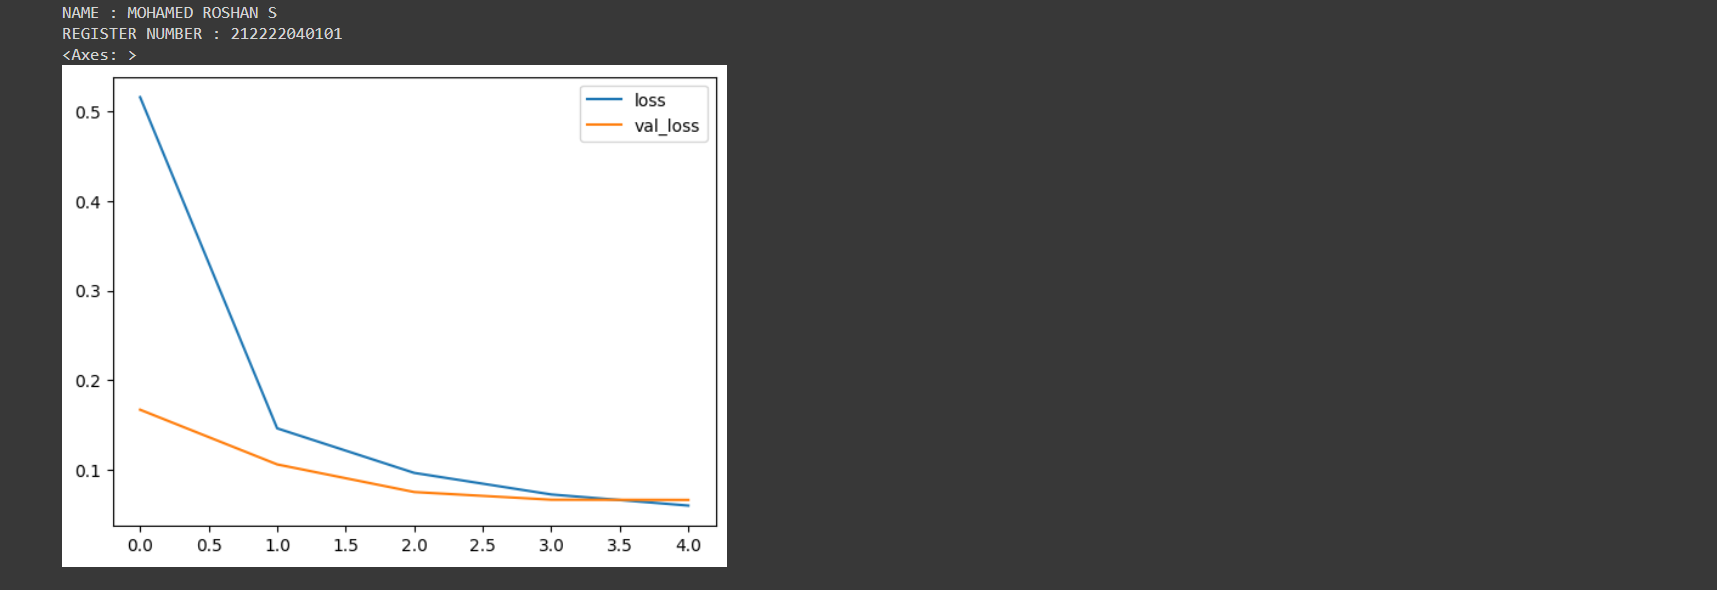 NAME : MOHAMED ROSHAN S
REGISTER NUMBER : 212222040101
<Axes: >
loss
val_loss
0.5
0.4
0.3
0.2
0.1
0.0 0.5 1.0 1.5 2.0 2.5 3.0 3.5 4.0